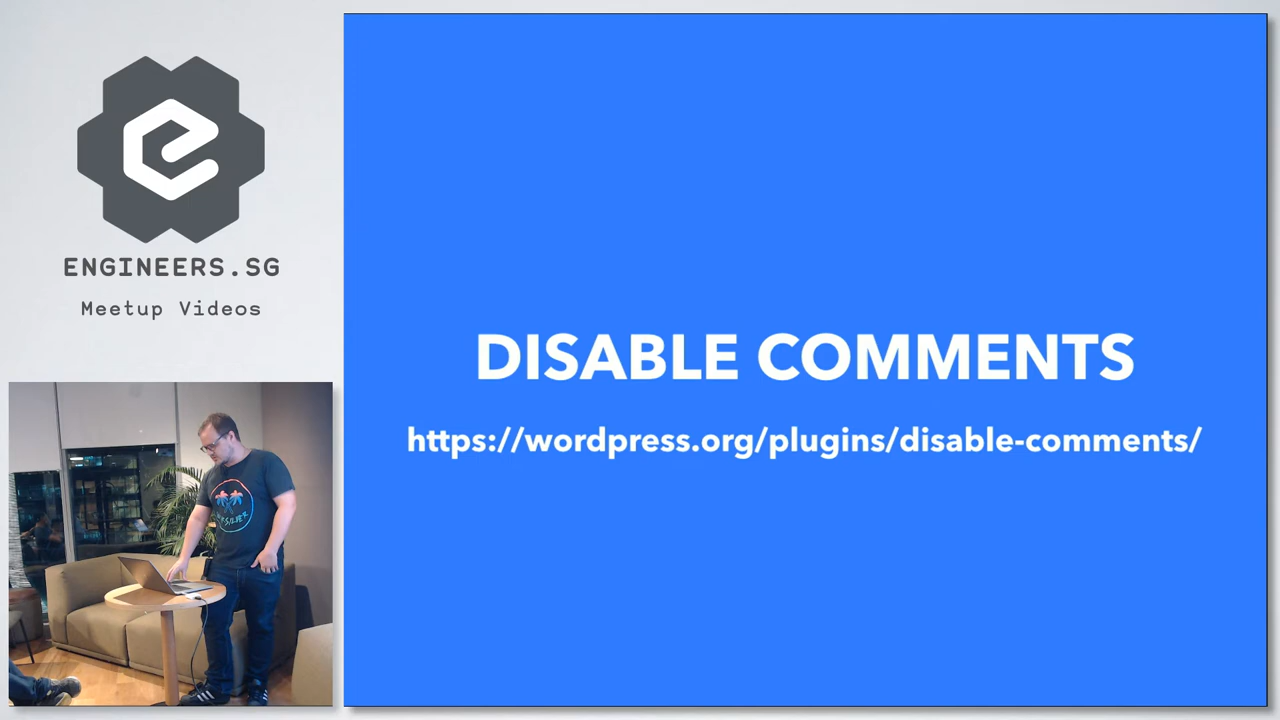 ENGINEERS.SG
Meetup Videos
DISABLE COMMENTS
https://wordpress.org/plugins/disable-comments/